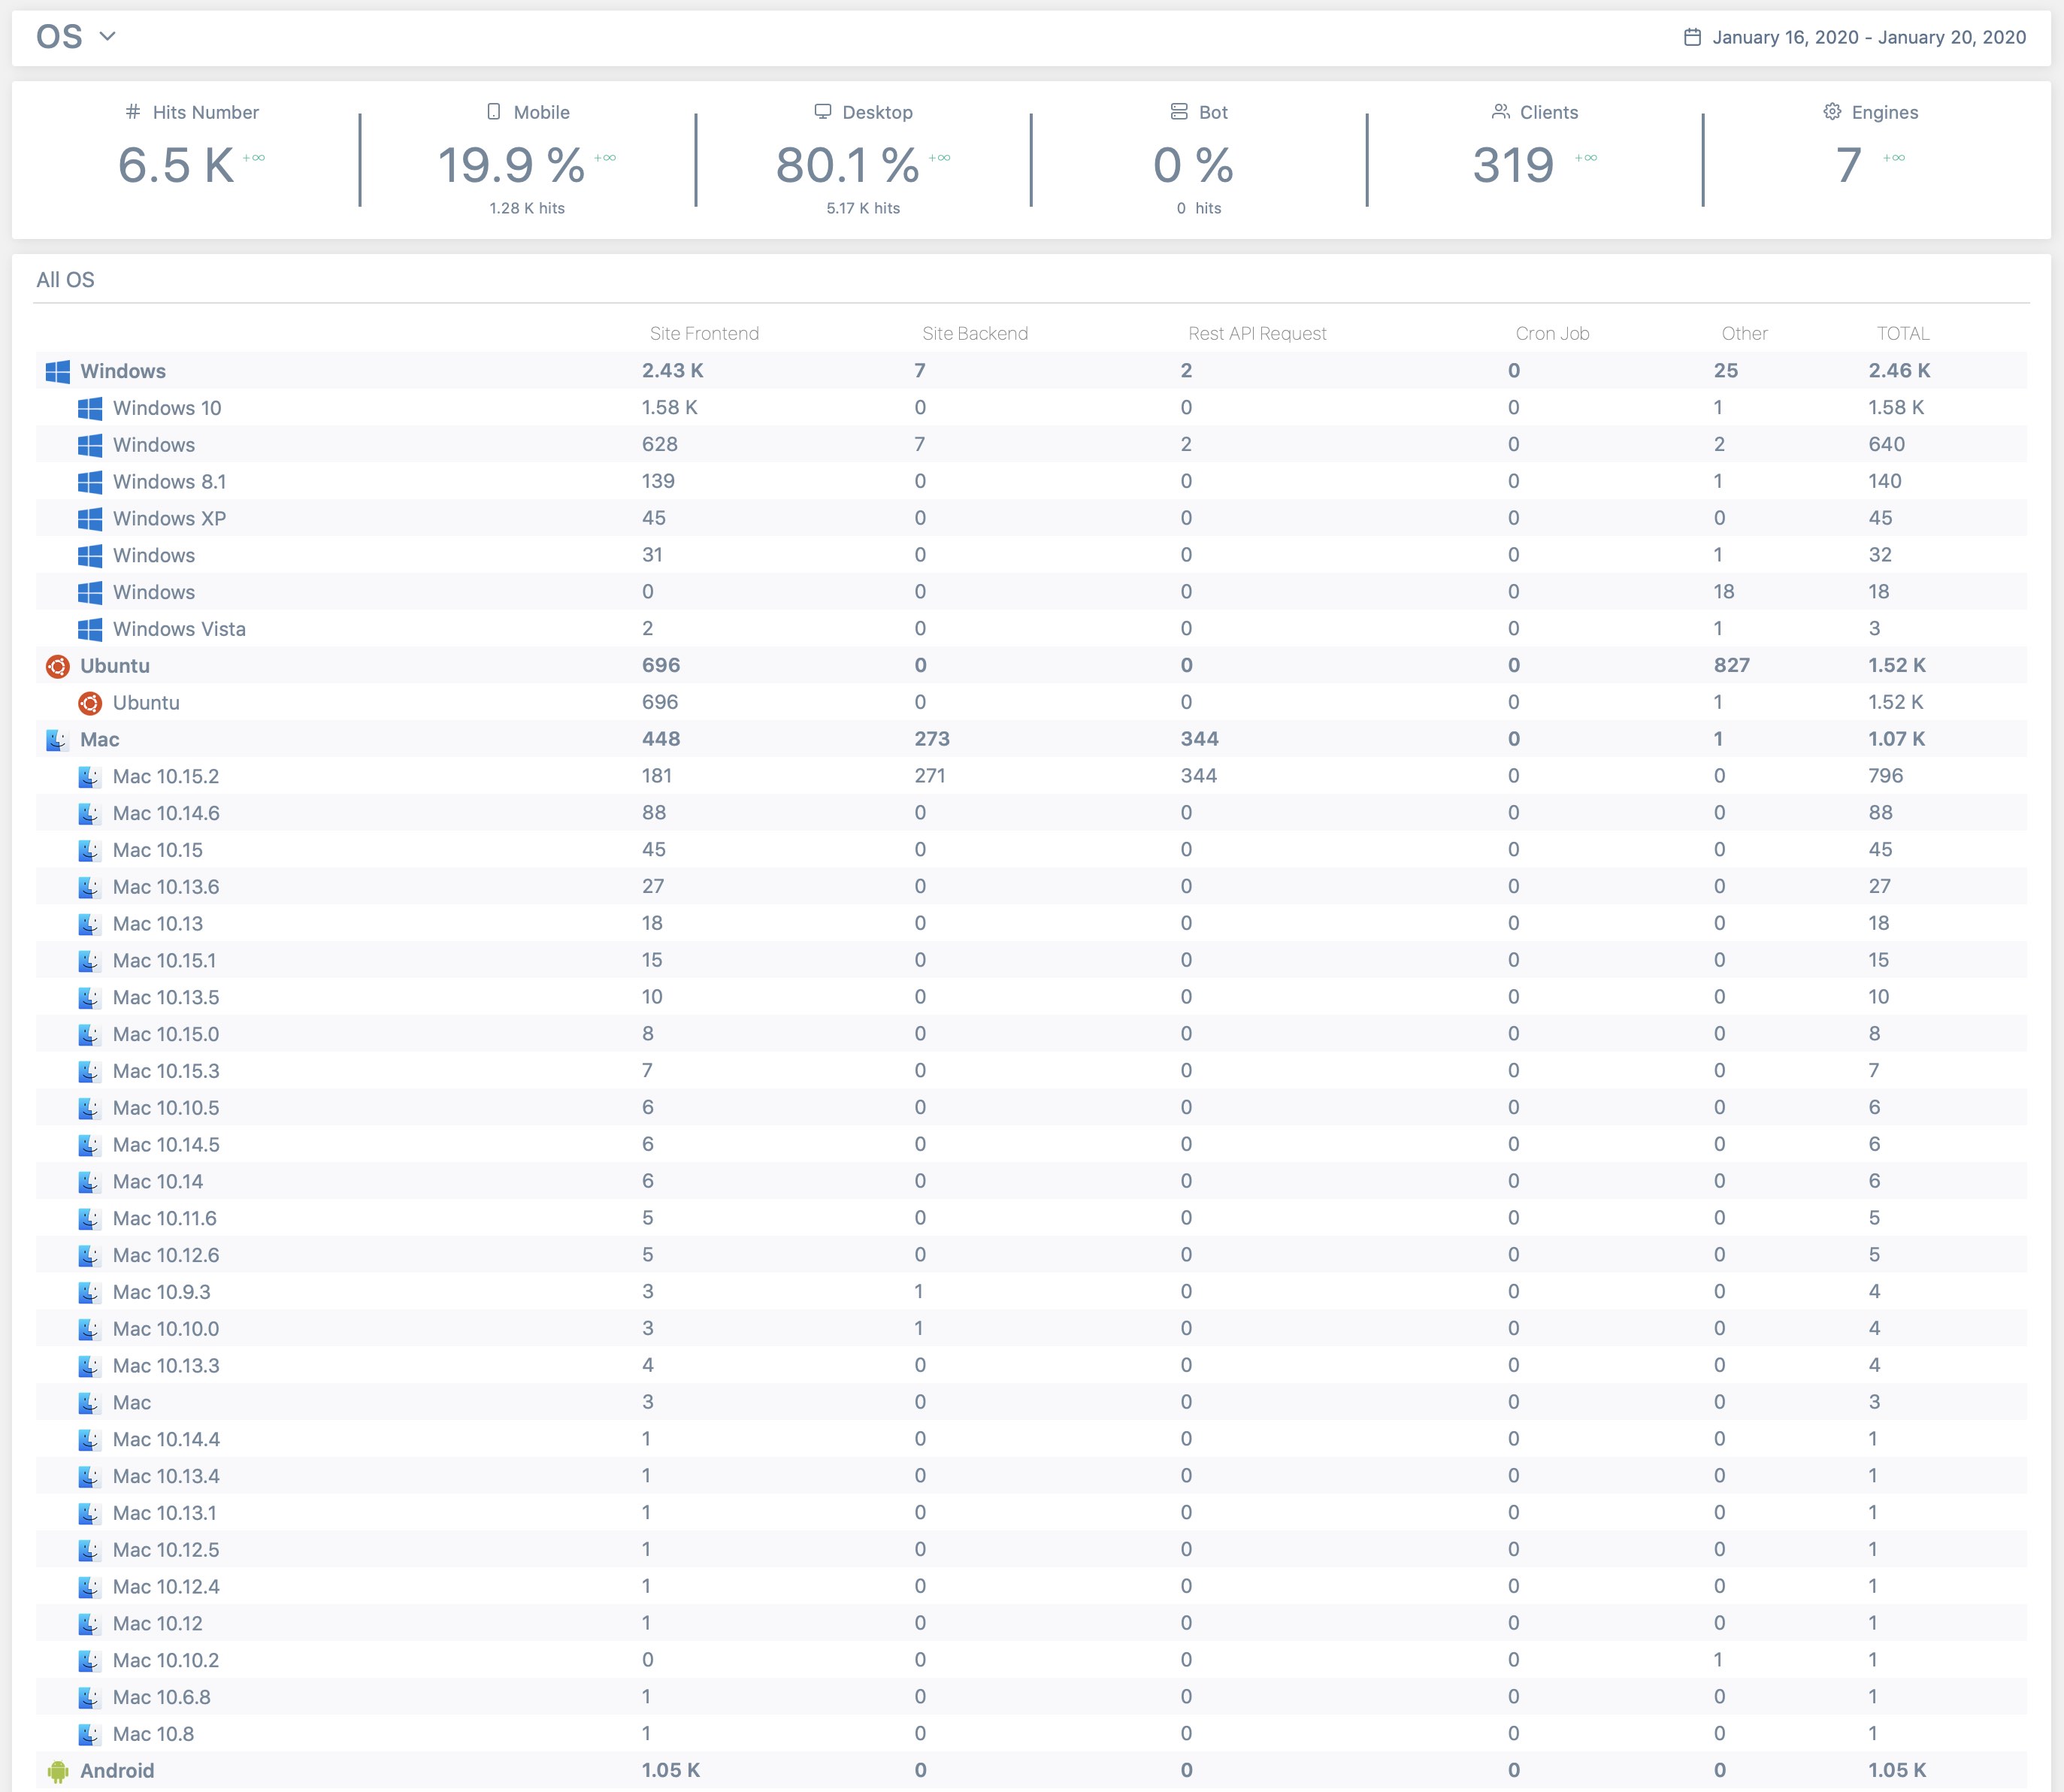 OS January 16, 2020 - January 20, 2020
# Hits Number Mobile Desktop Bot Clients Engines
6.5 K +∞ 19.9 % +∞ 80.1 % +∞ 0 % 319 +∞ 7 +∞
1.28 K hits 5.17 K hits 0 hits
All OS
Site Frontend Site Backend Rest API Request Cron Job Other TOTAL
Windows 2.43 K 7 2 0 25 2.46 K
Windows 10 1.58 K 0 0 0 1 1.58 K
Windows 628 7 2 0 2 640
Windows 8.1 139 0 0 0 1 140
Windows XP 45 0 0 0 0 45
Windows 31 0 0 0 1 32
Windows 0 0 0 0 18 18
Windows Vista 2 0 0 0 1 3
Ubuntu 696 0 0 0 827 1.52 K
Ubuntu 696 0 0 0 1 1.52 K
Mac 448 273 344 0 1 1.07 K
Mac 10.15.2 181 271 344 0 0 796
Mac 10.14.6 88 0 0 0 0 88
Mac 10.15 45 0 0 0 0 45
Mac 10.13.6 27 0 0 0 0 27
Mac 10.13 18 0 0 0 0 18
Mac 10.15.1 15 0 0 0 0 15
Mac 10.13.5 10 0 0 0 0 10
Mac 10.15.0 8 0 0 0 0 8
Mac 10.15.3 7 0 0 0 0 7
Mac 10.10.5 6 0 0 0 0 6
Mac 10.14.5 6 0 0 0 0 6
Mac 10.14 6 0 0 0 0 6
Mac 10.11.6 5 0 0 0 0 5
Mac 10.12.6 5 0 0 0 0 5
Mac 10.9.3 3 1 0 0 0 4
Mac 10.10.0 3 1 0 0 0 4
Mac 10.13.3 4 0 0 0 0 4
Mac 3 0 0 0 0 3
Mac 10.14.4 1 0 0 0 0 1
Mac 10.13.4 1 0 0 0 0 1
Mac 10.13.1 1 0 0 0 0 1
Mac 10.12.5 1 0 0 0 0 1
Mac 10.12.4 1 0 0 0 0 1
Mac 10.12 1 0 0 0 0 1
Mac 10.10.2 0 0 0 0 1 1
Mac 10.6.8 1 0 0 0 0 1
Mac 10.8 1 0 0 0 0 1
Android 1.05 K 0 0 0 0 1.05 K